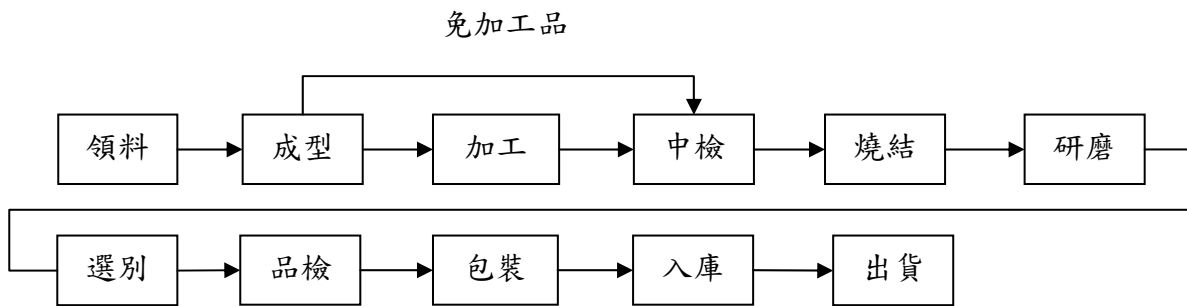 免加工品
領料 成型 加工 中檢 燒結 研磨
選別 品檢 包裝 入庫 出貨